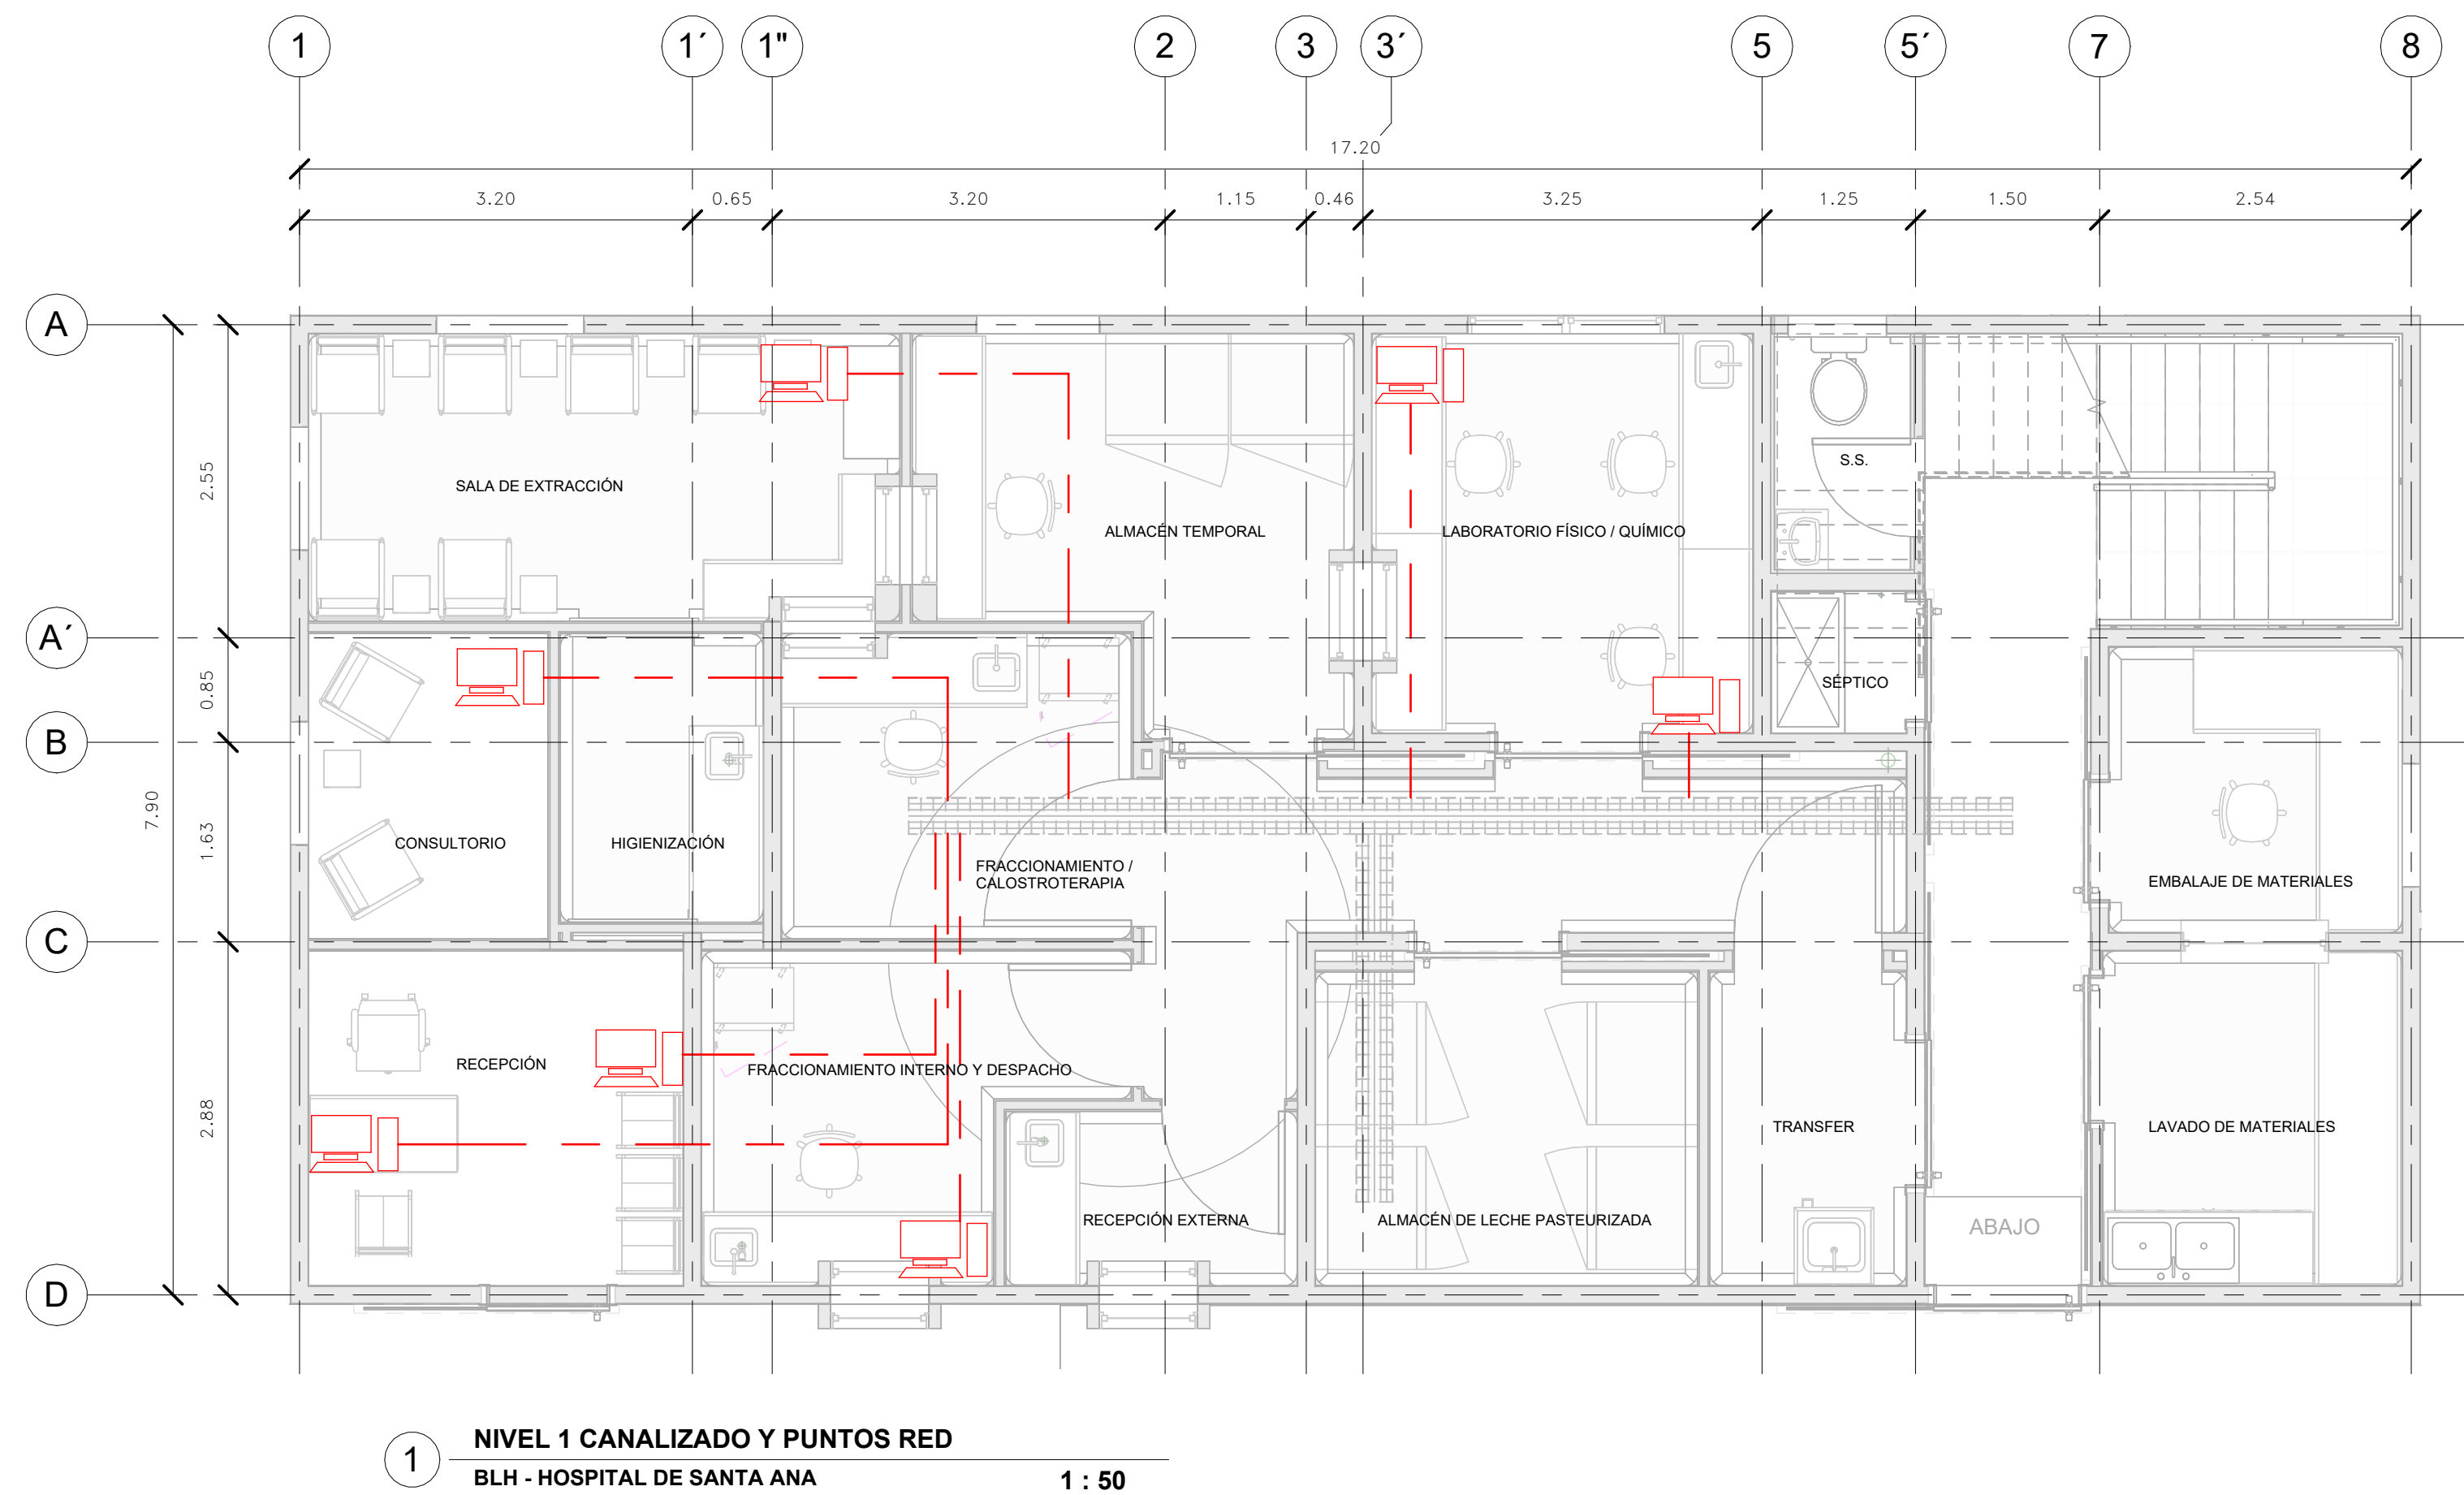 1 1´ 1" 2 3 3´ 5 5´ 7 8
17.20
3.20 0.65 3.20 1.15 0.46 3.25 1.25 1.50 2.54
A
2.55
SALA DE EXTRACCIÓN
ALMACÉN TEMPORAL
LABORATORIO FÍSICO / QUÍMICO
S.S.
A´
0.85
SÉPTICO
B
7.90
1.63
CONSULTORIO
HIGIENIZACIÓN
FRACCIONAMIENTO /
CALOSTROTERAPIA
EMBALAJE DE MATERIALES
C
2.88
RECEPCIÓN
FRACCIONAMIENTO INTERNO Y DESPACHO
TRANSFER
LAVADO DE MATERIALES
RECEPCIÓN EXTERNA
ALMACÉN DE LECHE PASTEURIZADA
ABAJO
D
1
NIVEL 1 CANALIZADO Y PUNTOS RED
BLH - HOSPITAL DE SANTA ANA
1 : 50